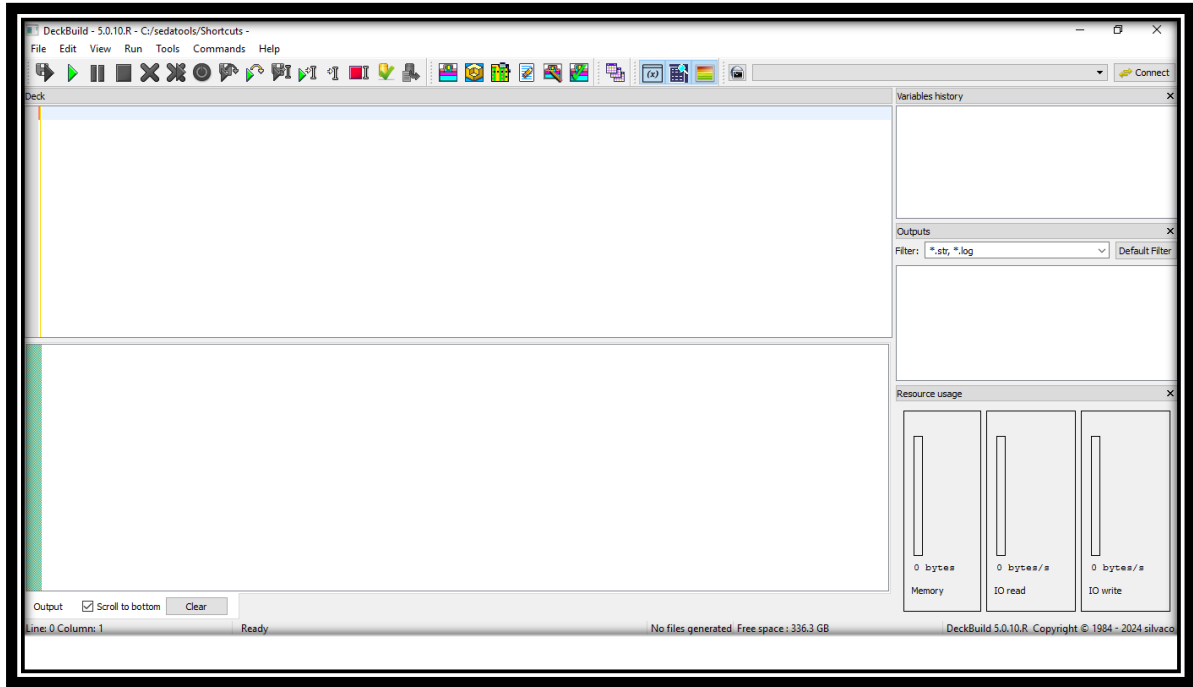 DeckBuild - 5.0.10.R - C:/sedatools/Shortcuts -
File Edit View Run Tools Commands Help
(x) Connect
Deck
Variables history
Outputs
Filter: *.str, *.log Default Filter
Resource usage
0 bytes 0 bytes/s 0 bytes/s
Memory IO read IO write
Output Scroll to bottom Clear
Line: 0 Column: 1 Ready No files generated Free space : 336.3 GB DeckBuild 5.0.10.R Copyright © 1984 - 2024 silvaco